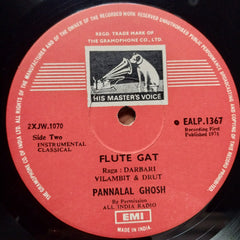 REGD. TRADE MARK OF
THE GRAMOPHONE CO., LTD.
HIS MASTER'S VOICE
2XJW.1070
Side Two
INSTRUMENTAL
CLASSICAL
EALP.1367
Recording First
Published 1971
FLUTE GAT
Raga : DARBARI
VILAMBIT & DRUT
PANNALAL GHOSH
By Permission
ALL INDIA RADIO
EMI
MADE IN INDIA